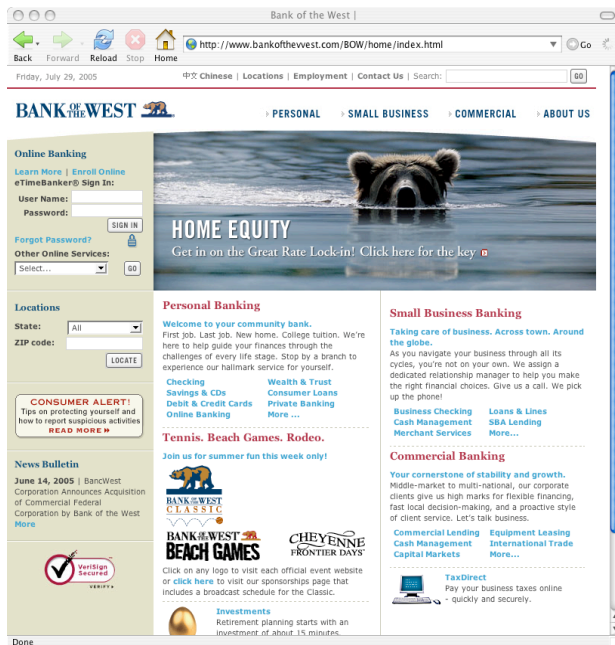 Bank of the West |
Back Forward Reload Stop Home
http://www.bankofthevvest.com/BOW/home/index.html
Go
Friday, July 29, 2005
中文 Chinese | Locations | Employment | Contact Us | Search:
GO
BANK OF THE WEST
PERSONAL SMALL BUSINESS COMMERCIAL ABOUT US
Online Banking
Learn More | Enroll Online
eTimeBanker® Sign In:
User Name:
Password:
SIGN IN
Forgot Password?
Other Online Services:
Select...
GO
HOME EQUITY
Get in on the Great Rate Lock-in! Click here for the key
Locations
State:
All
ZIP code:
LOCATE
CONSUMER ALERT!
Tips on protecting yourself and
how to report suspicious activities
READ MORE
News Bulletin
June 14, 2005 | BancWest
Corporation Announces Acquisition
of Commercial Federal
Corporation by Bank of the West
More
VeriSign
Secured
VERIFY
Personal Banking
Welcome to your community bank.
First job. Last job. New home. College tuition. We're
here to help guide your finances through the
challenges of every life stage. Stop by a branch to
experience our hallmark service for yourself.
Checking
Savings & CDs
Debit & Credit Cards
Online Banking
Wealth & Trust
Consumer Loans
Private Banking
More ...
Tennis. Beach Games. Rodeo.
Join us for summer fun this week only!
BANK OF THE WEST
CLASSIC
BANK OF THE WEST
BEACH GAMES
CHEYENNE
FRONTIER DAYS
Click on any logo to visit each official event website
or click here to visit our sponsorships page that
includes a broadcast schedule for the Classic.
Investments
Retirement planning starts with an
investment of about 15 minutes.
Small Business Banking
Taking care of business. Across town. Around
the globe.
As you navigate your business through all its
cycles, you're not on your own. We assign a
dedicated relationship manager to help you make
the right financial choices. Give us a call. We pick
up the phone!
Business Checking
Cash Management
Merchant Services
Loans & Lines
SBA Lending
More...
Commercial Banking
Your cornerstone of stability and growth.
Middle-market to multi-national, our corporate
clients give us high marks for flexible financing,
fast local decision-making, and a proactive style
of client service. Let's talk business.
Commercial Lending
Cash Management
Capital Markets
Equipment Leasing
International Trade
More...
TaxDirect
Pay your business taxes online
- quickly and securely.
Done